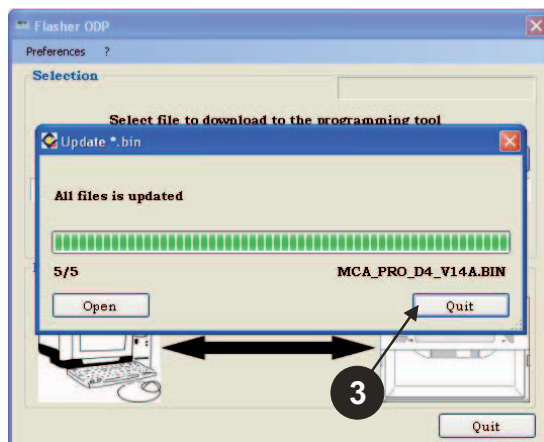 Flasher ODP
Preferences ?
Selection
Select file to download to the programming tool
Update *.bin
All files is updated
5/5 MCA_PRO_D4_V14A.BIN
Open Quit
3
Quit